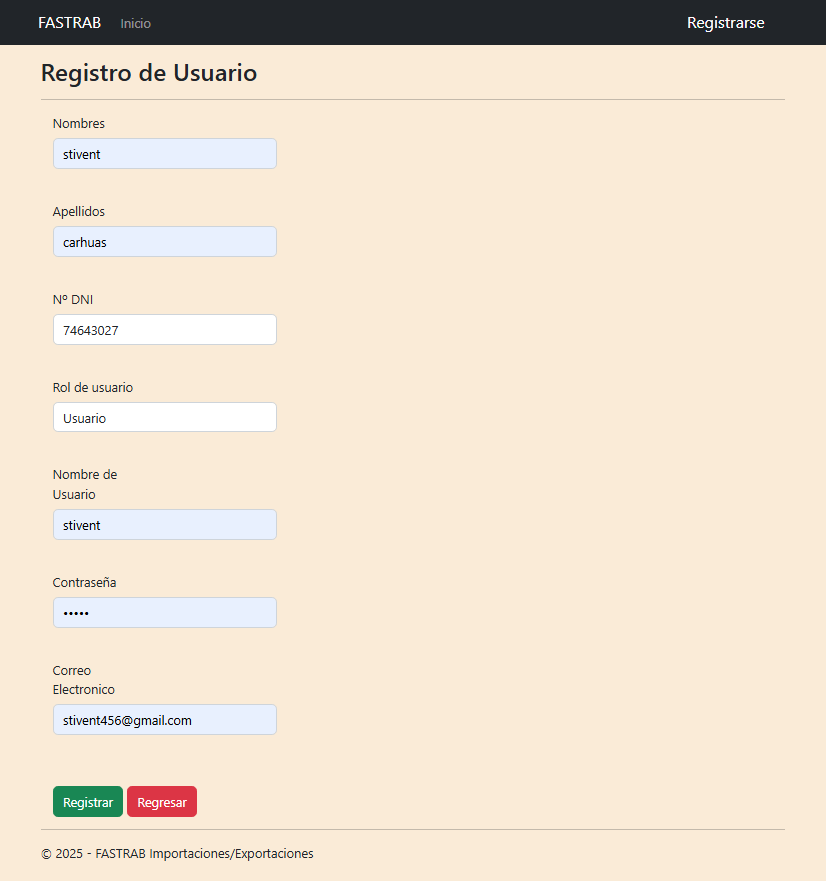 FASTRAB Inicio Registrarse
Registro de Usuario
Nombres
stivent
Apellidos
carhuas
Nº DNI
74643027
Rol de usuario
Usuario
Nombre de
Usuario
stivent
Contraseña
•••••
Correo
Electronico
stivent456@gmail.com
Registrar Regresar
© 2025 - FASTRAB Importaciones/Exportaciones